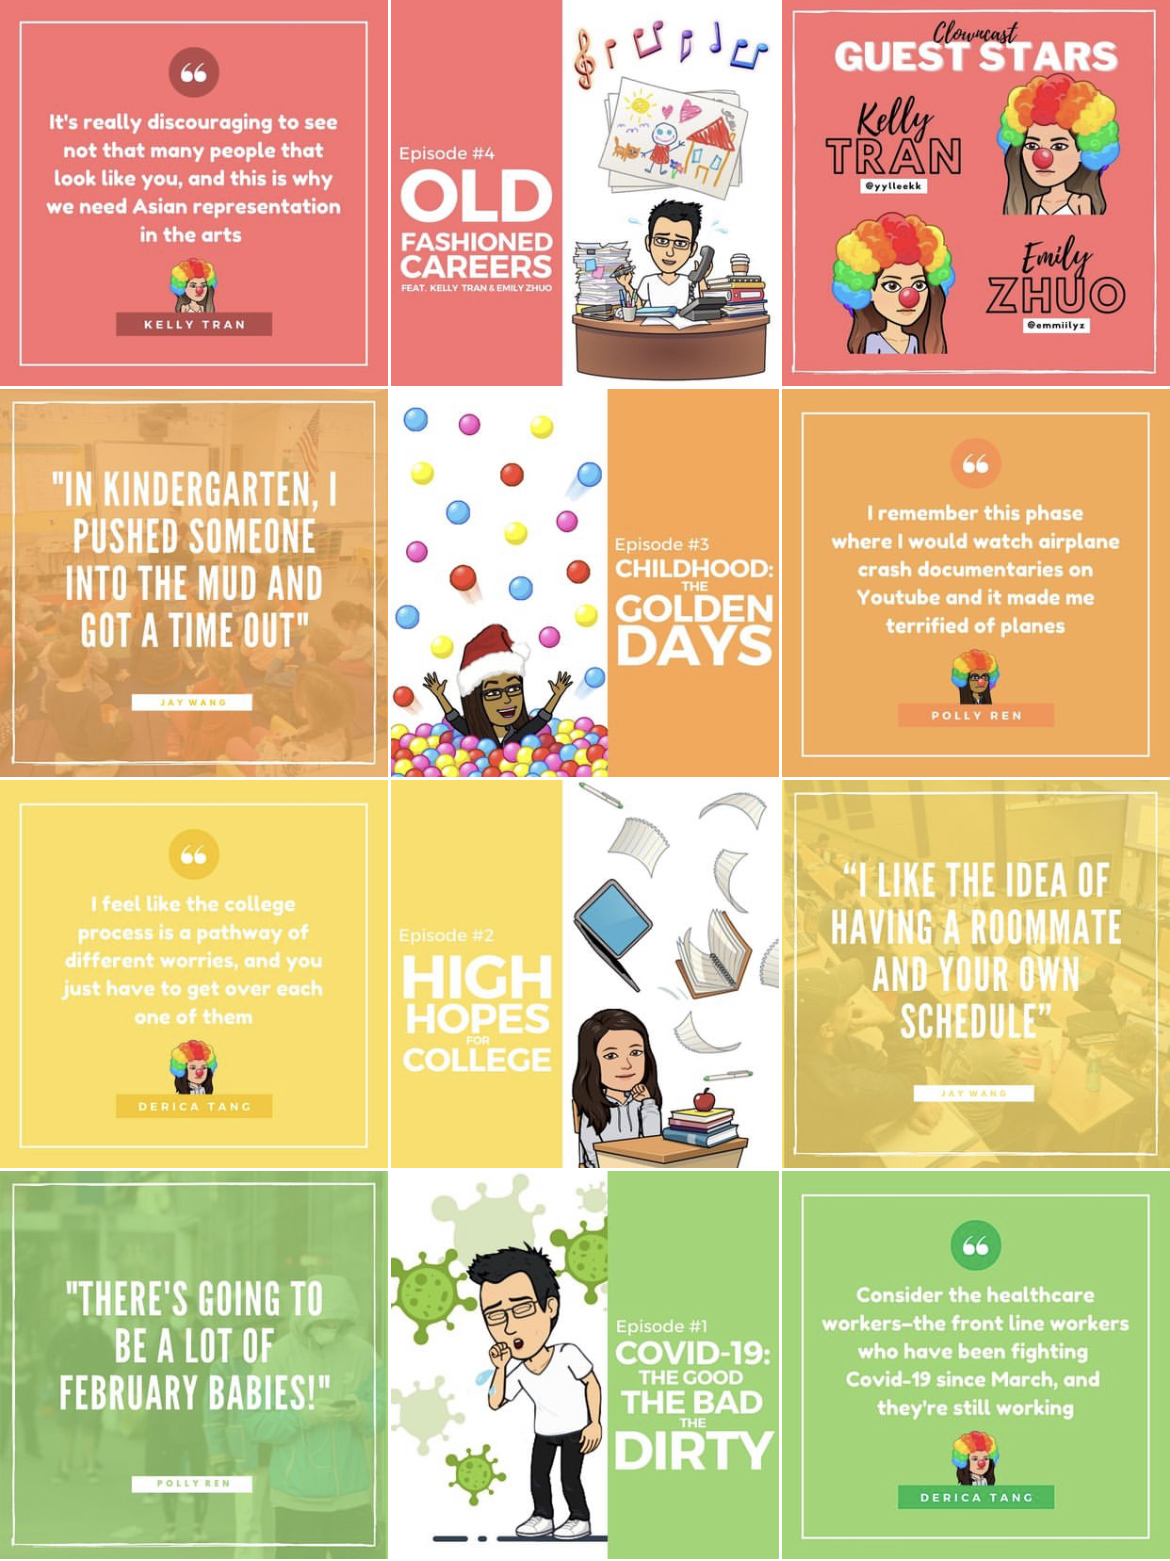 It's really discouraging to see
not that many people that
look like you, and this is why
we need Asian representation
in the arts
KELLY TRAN
Episode #4
OLD
FASHIONED
CAREERS
FEAT. KELLY TRAN & EMILY ZHUO
Clowncast
GUEST STARS
Kelly
TRAN
@yylleekk
Emily
ZHUO
@emmiilyz
"IN KINDERGARTEN, I
PUSHED SOMEONE
INTO THE MUD AND
GOT A TIME OUT"
JAY WANG
Episode #3
CHILDHOOD:
THE
GOLDEN
DAYS
I remember this phase
where I would watch airplane
crash documentaries on
Youtube and it made me
terrified of planes
POLLY REN
I feel like the college
process is a pathway of
different worries, and you
just have to get over each
one of them
DERICA TANG
Episode #2
HIGH
HOPES
FOR
COLLEGE
“I LIKE THE IDEA OF
HAVING A ROOMMATE
AND YOUR OWN
SCHEDULE”
JAY WANG
"THERE'S GOING TO
BE A LOT OF
FEBRUARY BABIES!"
POLLY REN
Episode #1
COVID-19:
THE GOOD
THE BAD
THE
DIRTY
Consider the healthcare
workers–the front line workers
who have been fighting
Covid-19 since March, and
they're still working
DERICA TANG